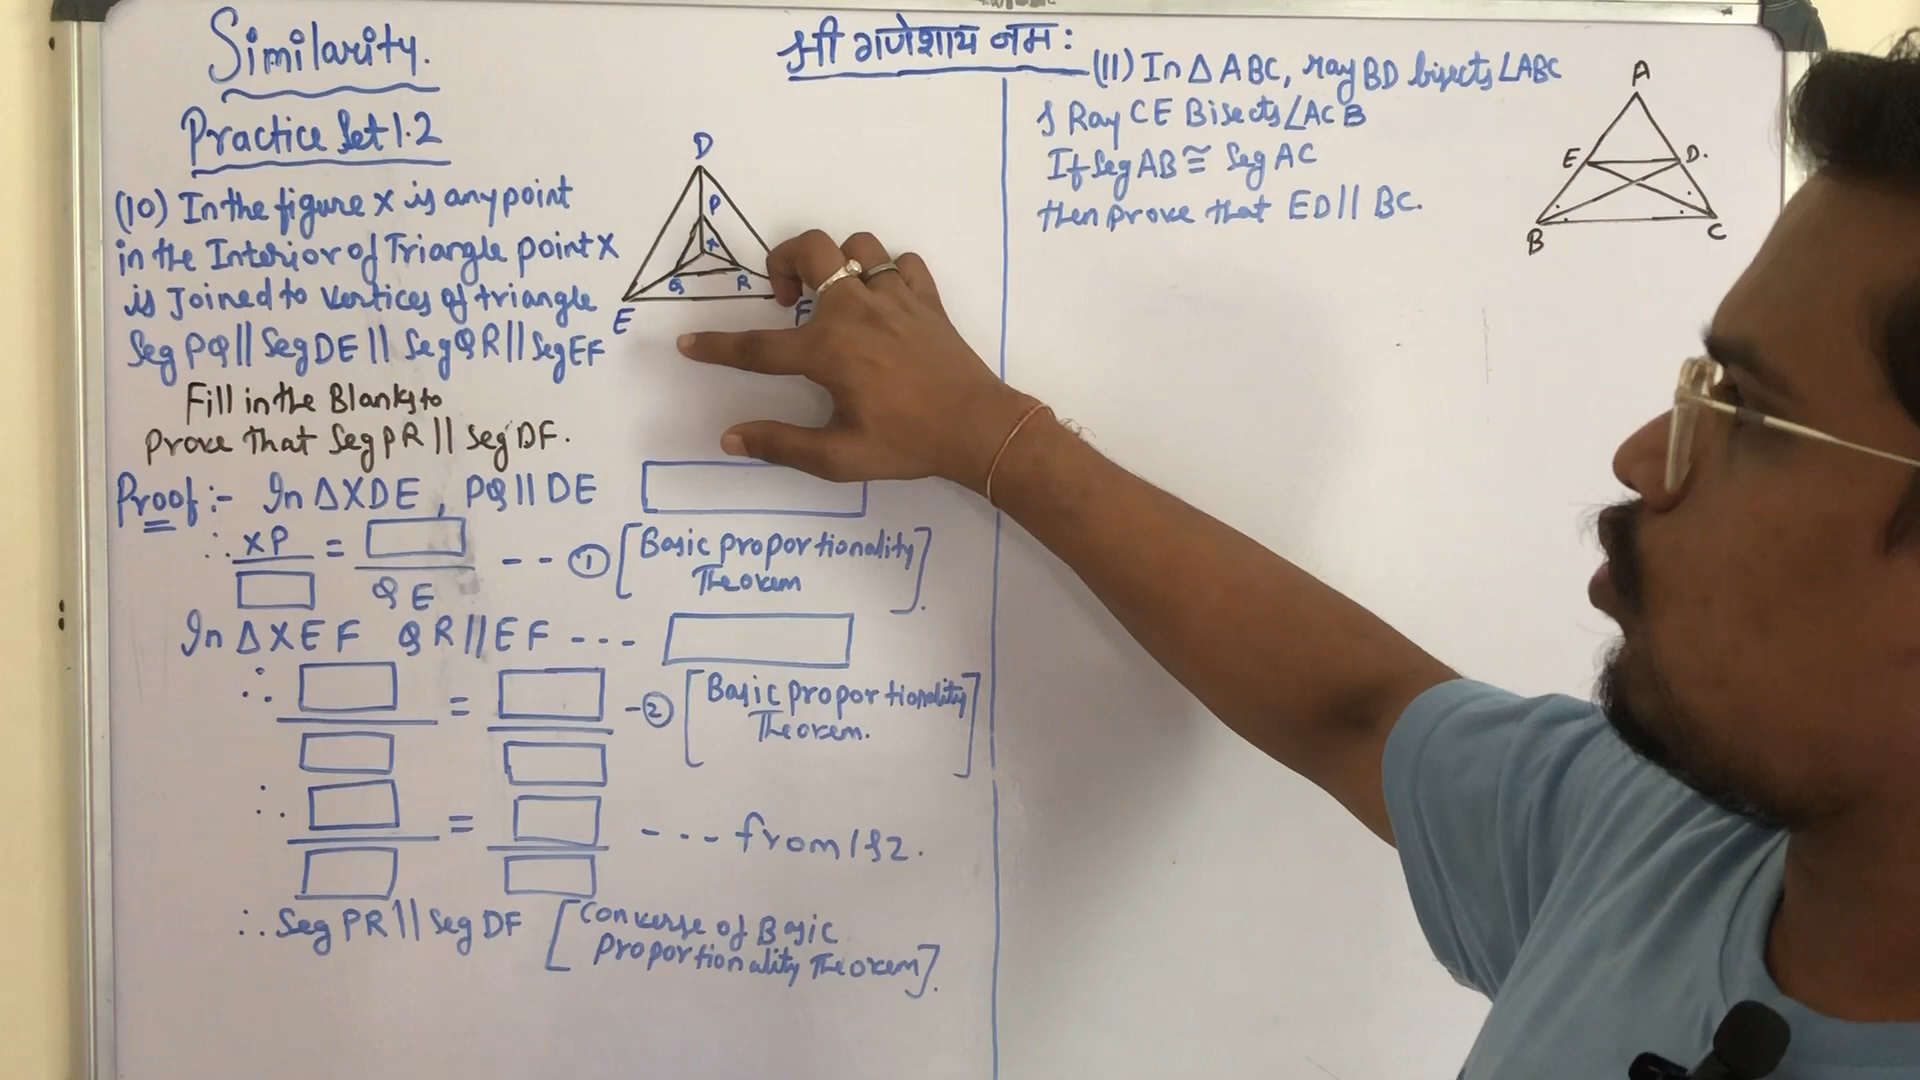 Similarity.
Practice Set 1.2
(10) In the figure x is any point
in the Interior of Triangle point X
is Joined to vertices of triangle
Seg PQ || Seg DE || Seg QR || Seg EF
Fill in the Blanks to
Prove that Seg PR || Seg DF.
D
P
x
Q
R
E
F
Proof :- In ΔXDE , PQ || DE
∴ XP = - - ① [Basic proportionality
QE Theorem].
In ΔXEF QR || EF - - -
∴ = - ② [Basic proportionality
Theorem.]
∴ = - - - from 1 & 2.
∴ Seg PR || Seg DF [Converse of Basic
Proportionality Theorem].
श्री गणेशाय नमः
(11) In Δ ABC, ray BD bisects ∠ABC
& Ray CE Bisects ∠ACB
If Seg AB ≅ Seg AC
then prove that ED || BC.
A
E
D.
B
C